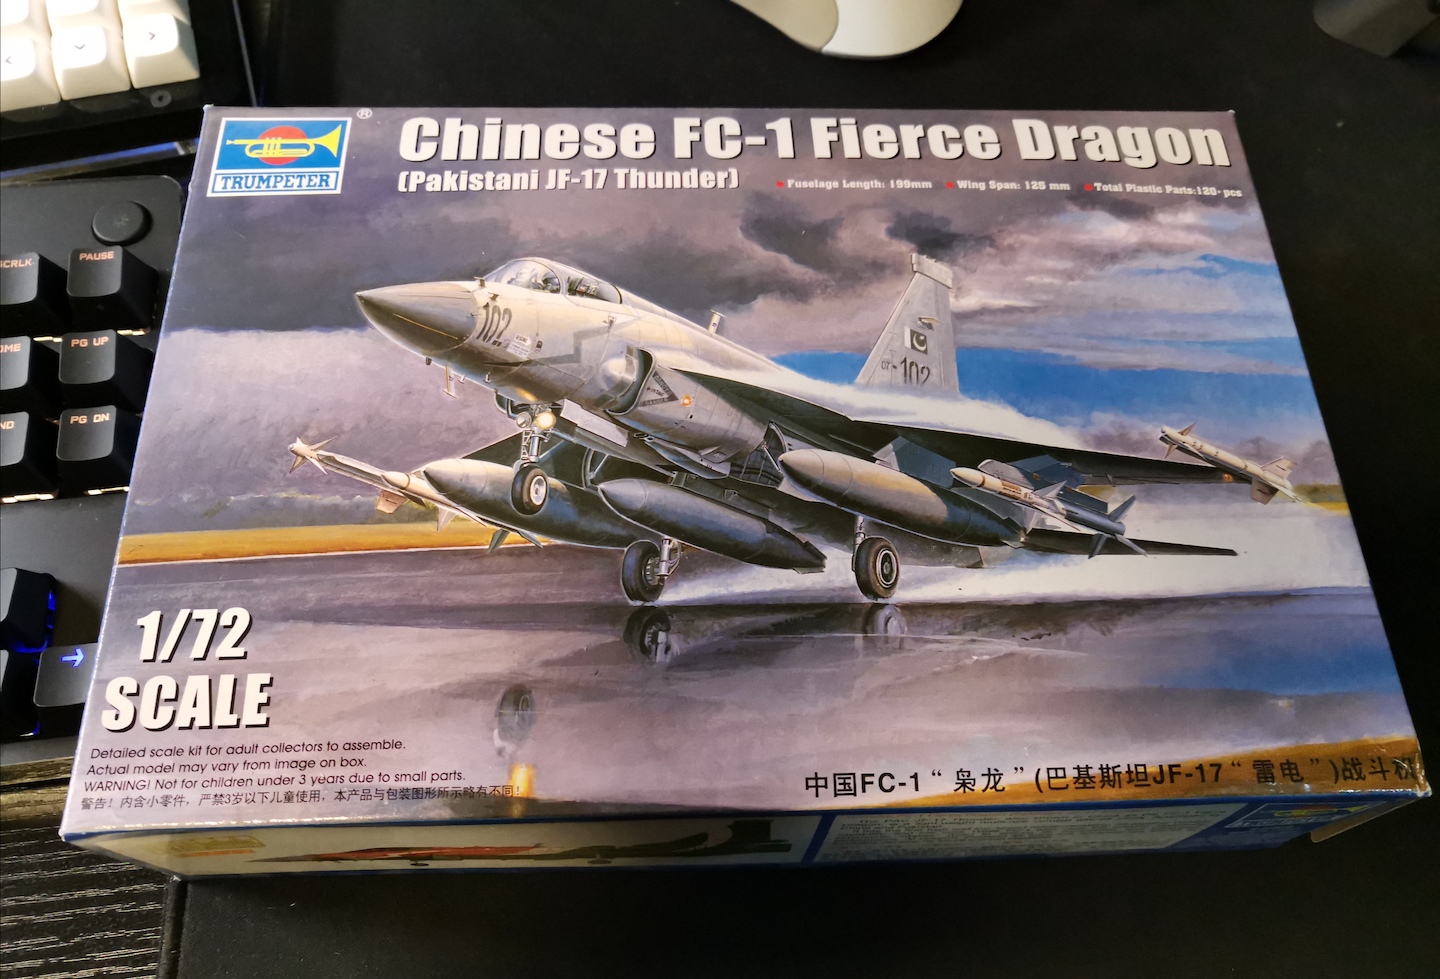 TRUMPETER
®
Chinese FC-1 Fierce Dragon
(Pakistani JF-17 Thunder)
Fuselage Length: 199mm Wing Span: 125 mm Total Plastic Parts:120+ pcs
102
07-102
1/72
SCALE
Detailed scale kit for adult collectors to assemble.
Actual model may vary from image on box.
WARNING! Not for children under 3 years due to small parts.
警告!内含小零件,严禁3岁以下儿童使用,本产品与包装图形所示略有不同!
中国FC-1“枭龙”(巴基斯坦JF-17“雷电”)战斗机
SCRLK
PAUSE
PG UP
PG DN